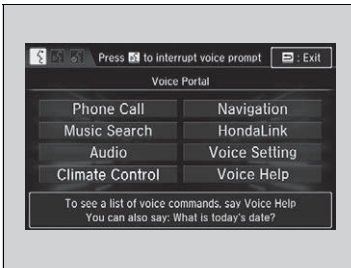 Press to interrupt voice prompt
: Exit
Voice Portal
Phone Call
Navigation
Music Search
HondaLink
Audio
Voice Setting
Climate Control
Voice Help
To see a list of voice commands, say Voice Help
You can also say: What is today's date?